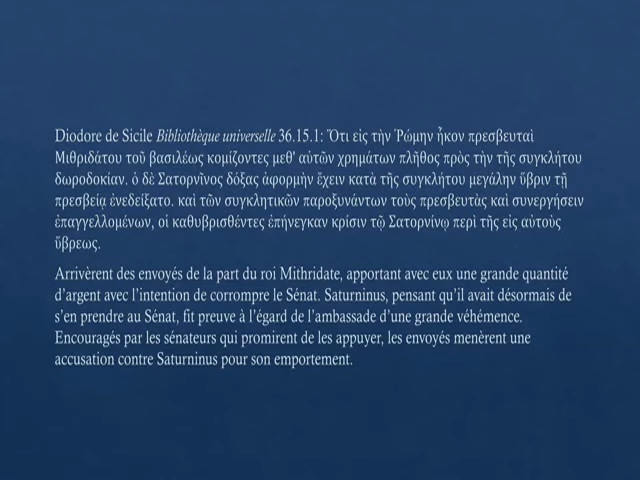 Diodore de Sicile Bibliothèque universelle 36.15.1: Ὅτι εἰς τὴν Ῥώμην ἧκον πρεσβευταὶ
Μιθριδάτου τοῦ βασιλέως κομίζοντες μεθ' αὑτῶν χρημάτων πλῆθος πρὸς τὴν τῆς συγκλήτου
δωροδοκίαν. ὁ δὲ Σατορνῖνος δόξας ἀφορμὴν ἔχειν κατὰ τῆς συγκλήτου μεγάλην ὕβριν τῇ
πρεσβείᾳ ἐνεδείξατο. καὶ τῶν συγκλητικῶν παροξυνάντων τοὺς πρεσβευτὰς καὶ συνεργήσειν
ἐπαγγελλομένων, οἱ καθυβρισθέντες ἐπήνεγκαν κρίσιν τῷ Σατορνίνῳ περὶ τῆς εἰς αὐτοὺς
ὕβρεως.
Arrivèrent des envoyés de la part du roi Mithridate, apportant avec eux une grande quantité
d'argent avec l'intention de corrompre le Sénat. Saturninus, pensant qu'il avait désormais de
s'en prendre au Sénat, fit preuve à l'égard de l'ambassade d'une grande véhémence.
Encouragés par les sénateurs qui promirent de les appuyer, les envoyés menèrent une
accusation contre Saturninus pour son emportement.